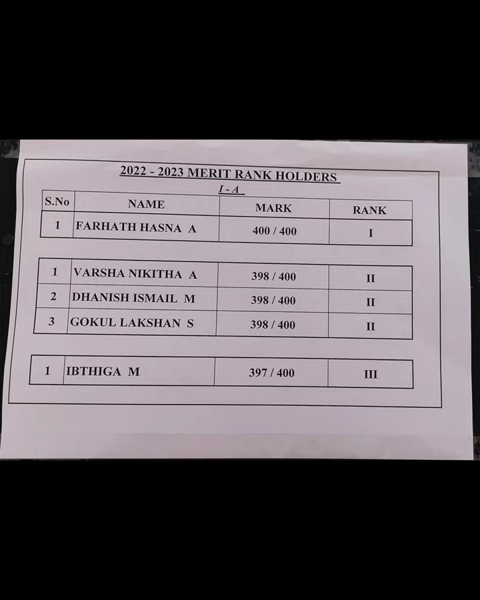 2022 - 2023 MERIT RANK HOLDERS
I - A
S.No NAME MARK RANK
1 FARHATH HASNA A 400 / 400 I
1 VARSHA NIKITHA A 398 / 400 II
2 DHANISH ISMAIL M 398 / 400 II
3 GOKUL LAKSHAN S 398 / 400 II
1 IBTHIGA M 397 / 400 III